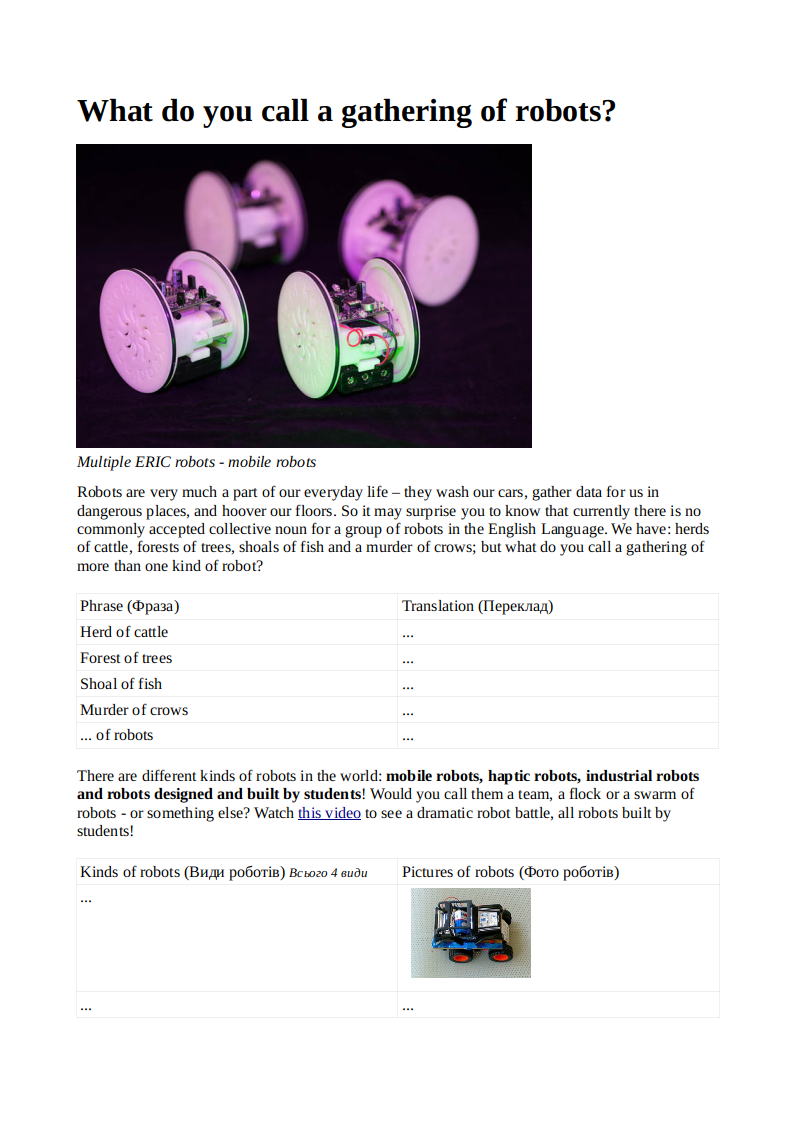 What do you call a gathering of robots?
Multiple ERIC robots - mobile robots
Robots are very much a part of our everyday life – they wash our cars, gather data for us in
dangerous places, and hoover our floors. So it may surprise you to know that currently there is no
commonly accepted collective noun for a group of robots in the English Language. We have: herds
of cattle, forests of trees, shoals of fish and a murder of crows; but what do you call a gathering of
more than one kind of robot?
Phrase (Фраза) Translation (Переклад)
Herd of cattle ...
Forest of trees ...
Shoal of fish ...
Murder of crows ...
... of robots ...
There are different kinds of robots in the world: mobile robots, haptic robots, industrial robots
and robots designed and built by students! Would you call them a team, a flock or a swarm of
robots - or something else? Watch this video to see a dramatic robot battle, all robots built by
students!
Kinds of robots (Види роботів) Всього 4 види Pictures of robots (Фото роботів)
...
... ...